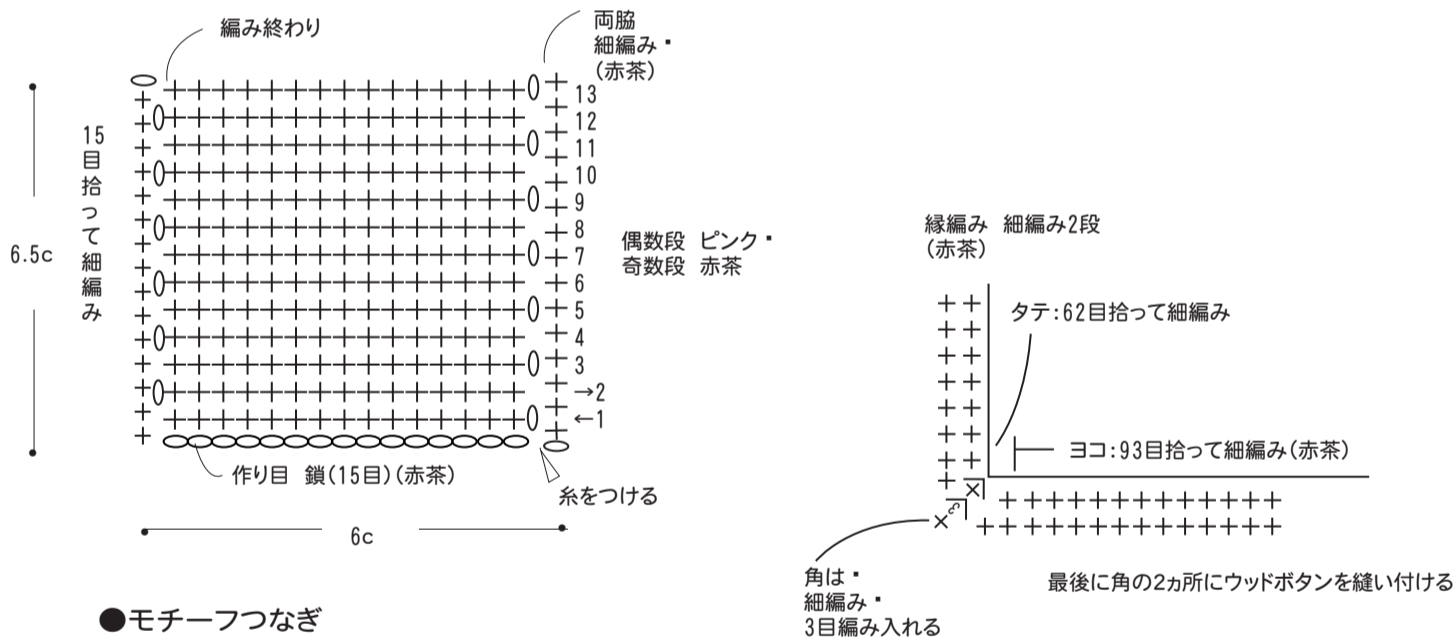 編み終わり
両脇
細編み
(赤茶)
13
12
11
10
9
8
7
6
5
4
3
→2
←1
15目拾って細編み
6.5c
偶数段 ピンク
奇数段 赤茶
作り目 鎖(15目)(赤茶)
糸をつける
6c
●モチーフつなぎ
縁編み 細編み2段
(赤茶)
タテ:62目拾って細編み
ヨコ:93目拾って細編み(赤茶)
角は
細編み
3目編み入れる
最後に角の2ヵ所にウッドボタンを縫い付ける